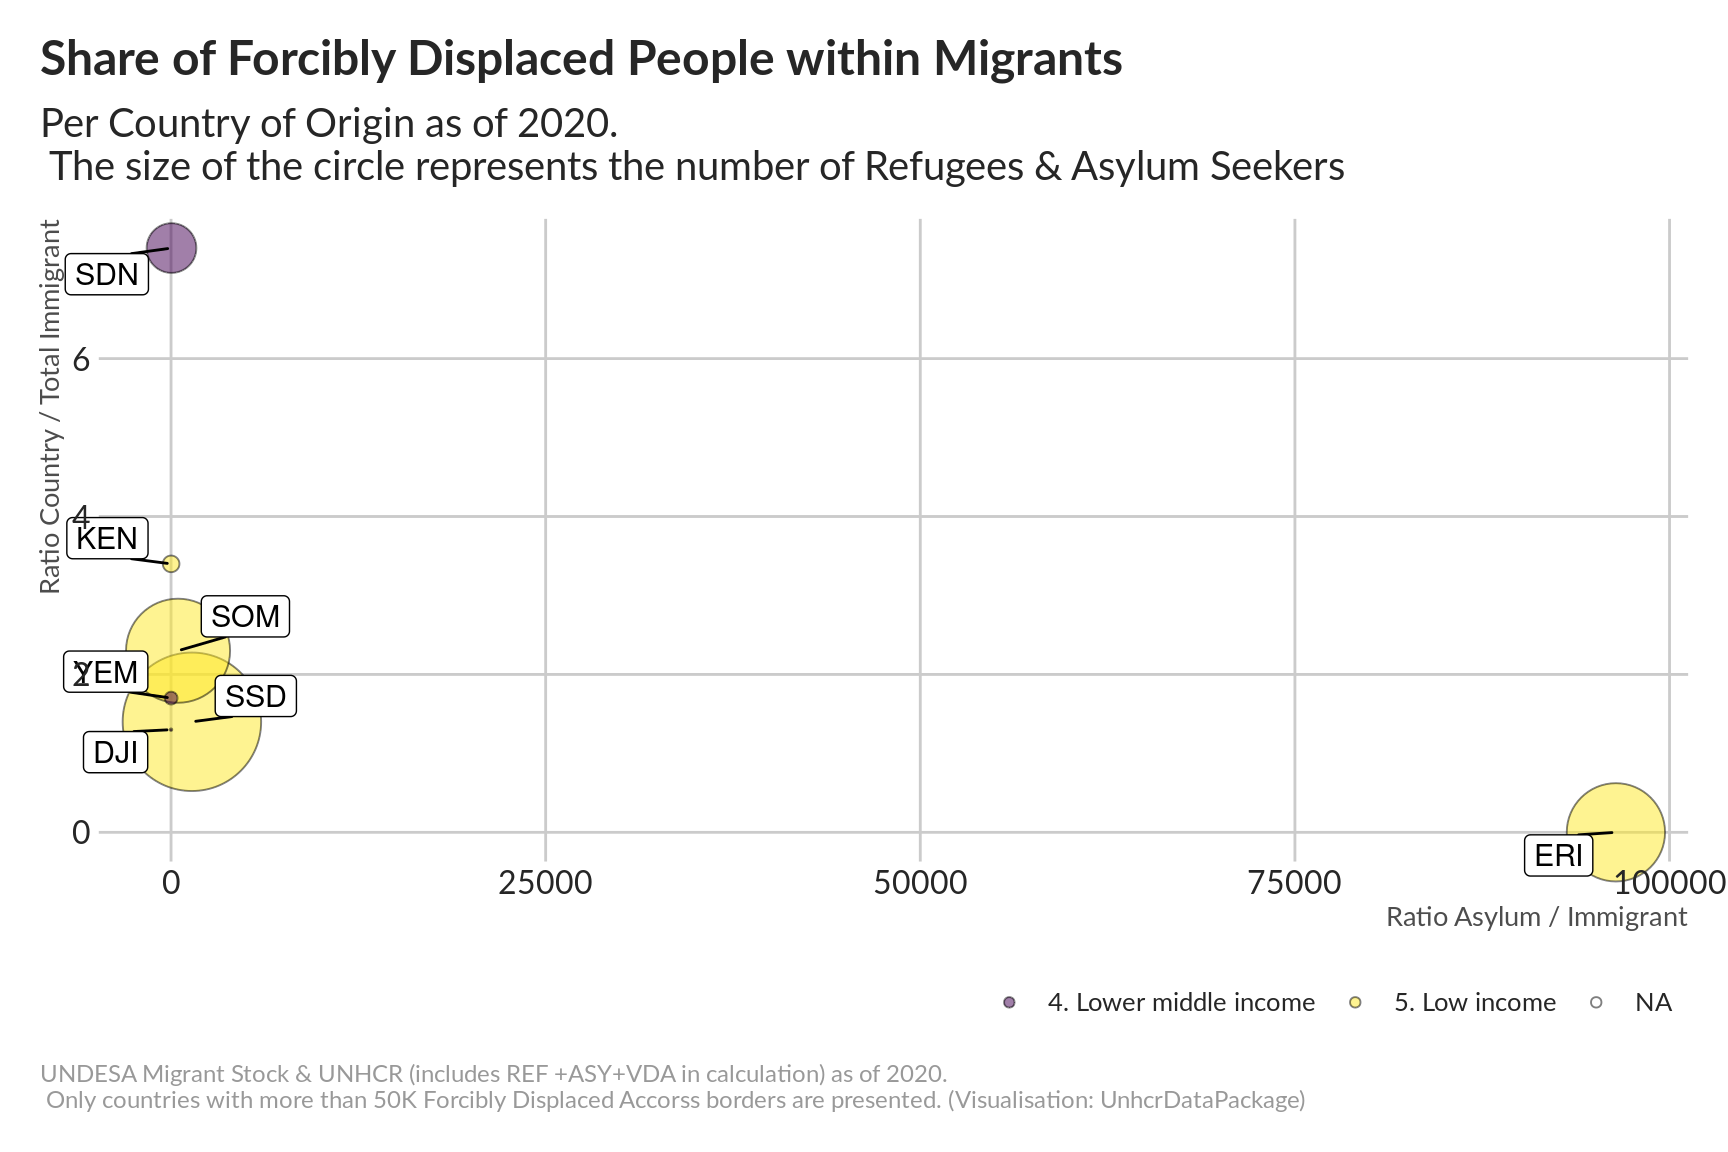 Share of Forcibly Displaced People within Migrants
Per Country of Origin as of 2020.
The size of the circle represents the number of Refugees & Asylum Seekers
Ratio Country / Total Immigrant
SDN
6
4
KEN
SOM
YEM
2
SSD
DJI
ERI
0
0 25000 50000 75000 100000
Ratio Asylum / Immigrant
4. Lower middle income 5. Low income NA
UNDESA Migrant Stock & UNHCR (includes REF +ASY+VDA in calculation) as of 2020.
Only countries with more than 50K Forcibly Displaced Accorss borders are presented. (Visualisation: UnhcrDataPackage)